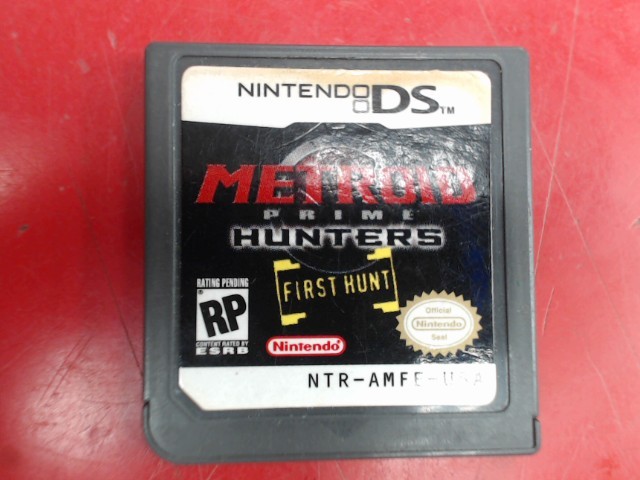 NINTENDO DS™
METROID
PRIME
HUNTERS
FIRST HUNT
RATING PENDING
RP
CONTENT RATED BY
ESRB
Nintendo
Official
Nintendo
Seal
NTR-AMFE-USA